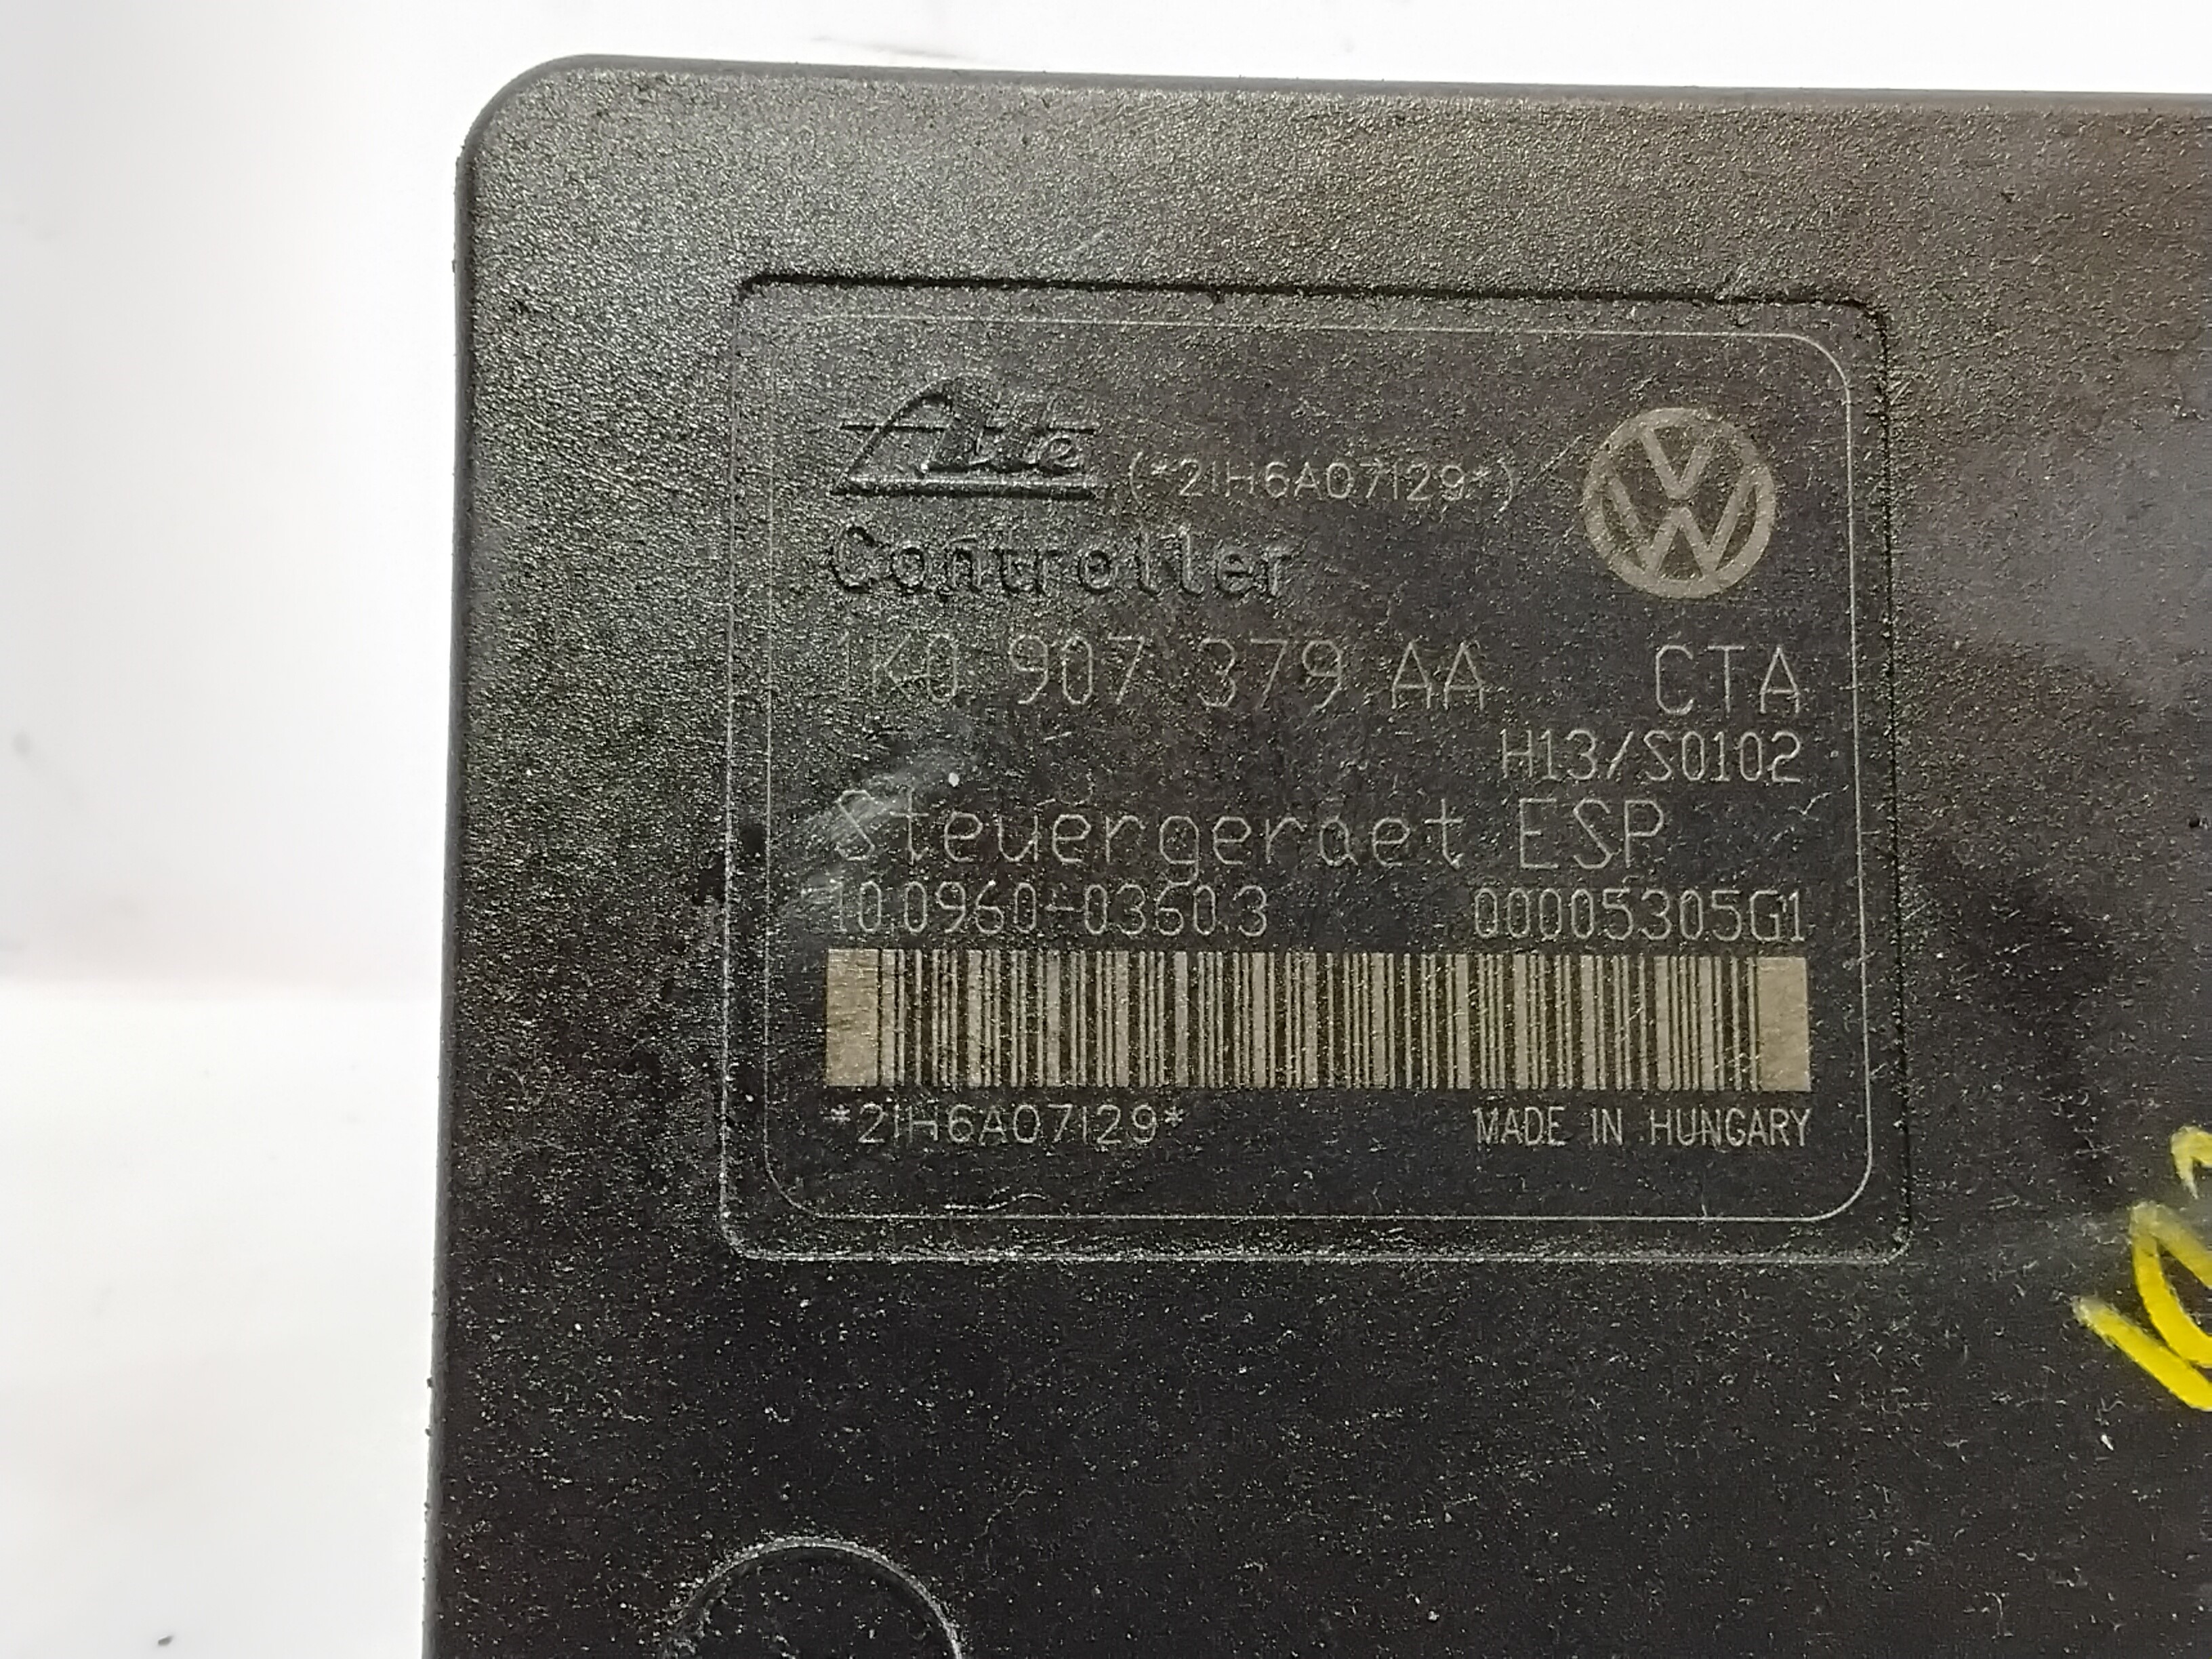 Ate (*21H6A07129*)
Controller
1K0 907 379 AA CTA
H13/S0102
Steuergeraet ESP
10.0960-0360.3 00005305G1
*21H6A07129* MADE IN HUNGARY